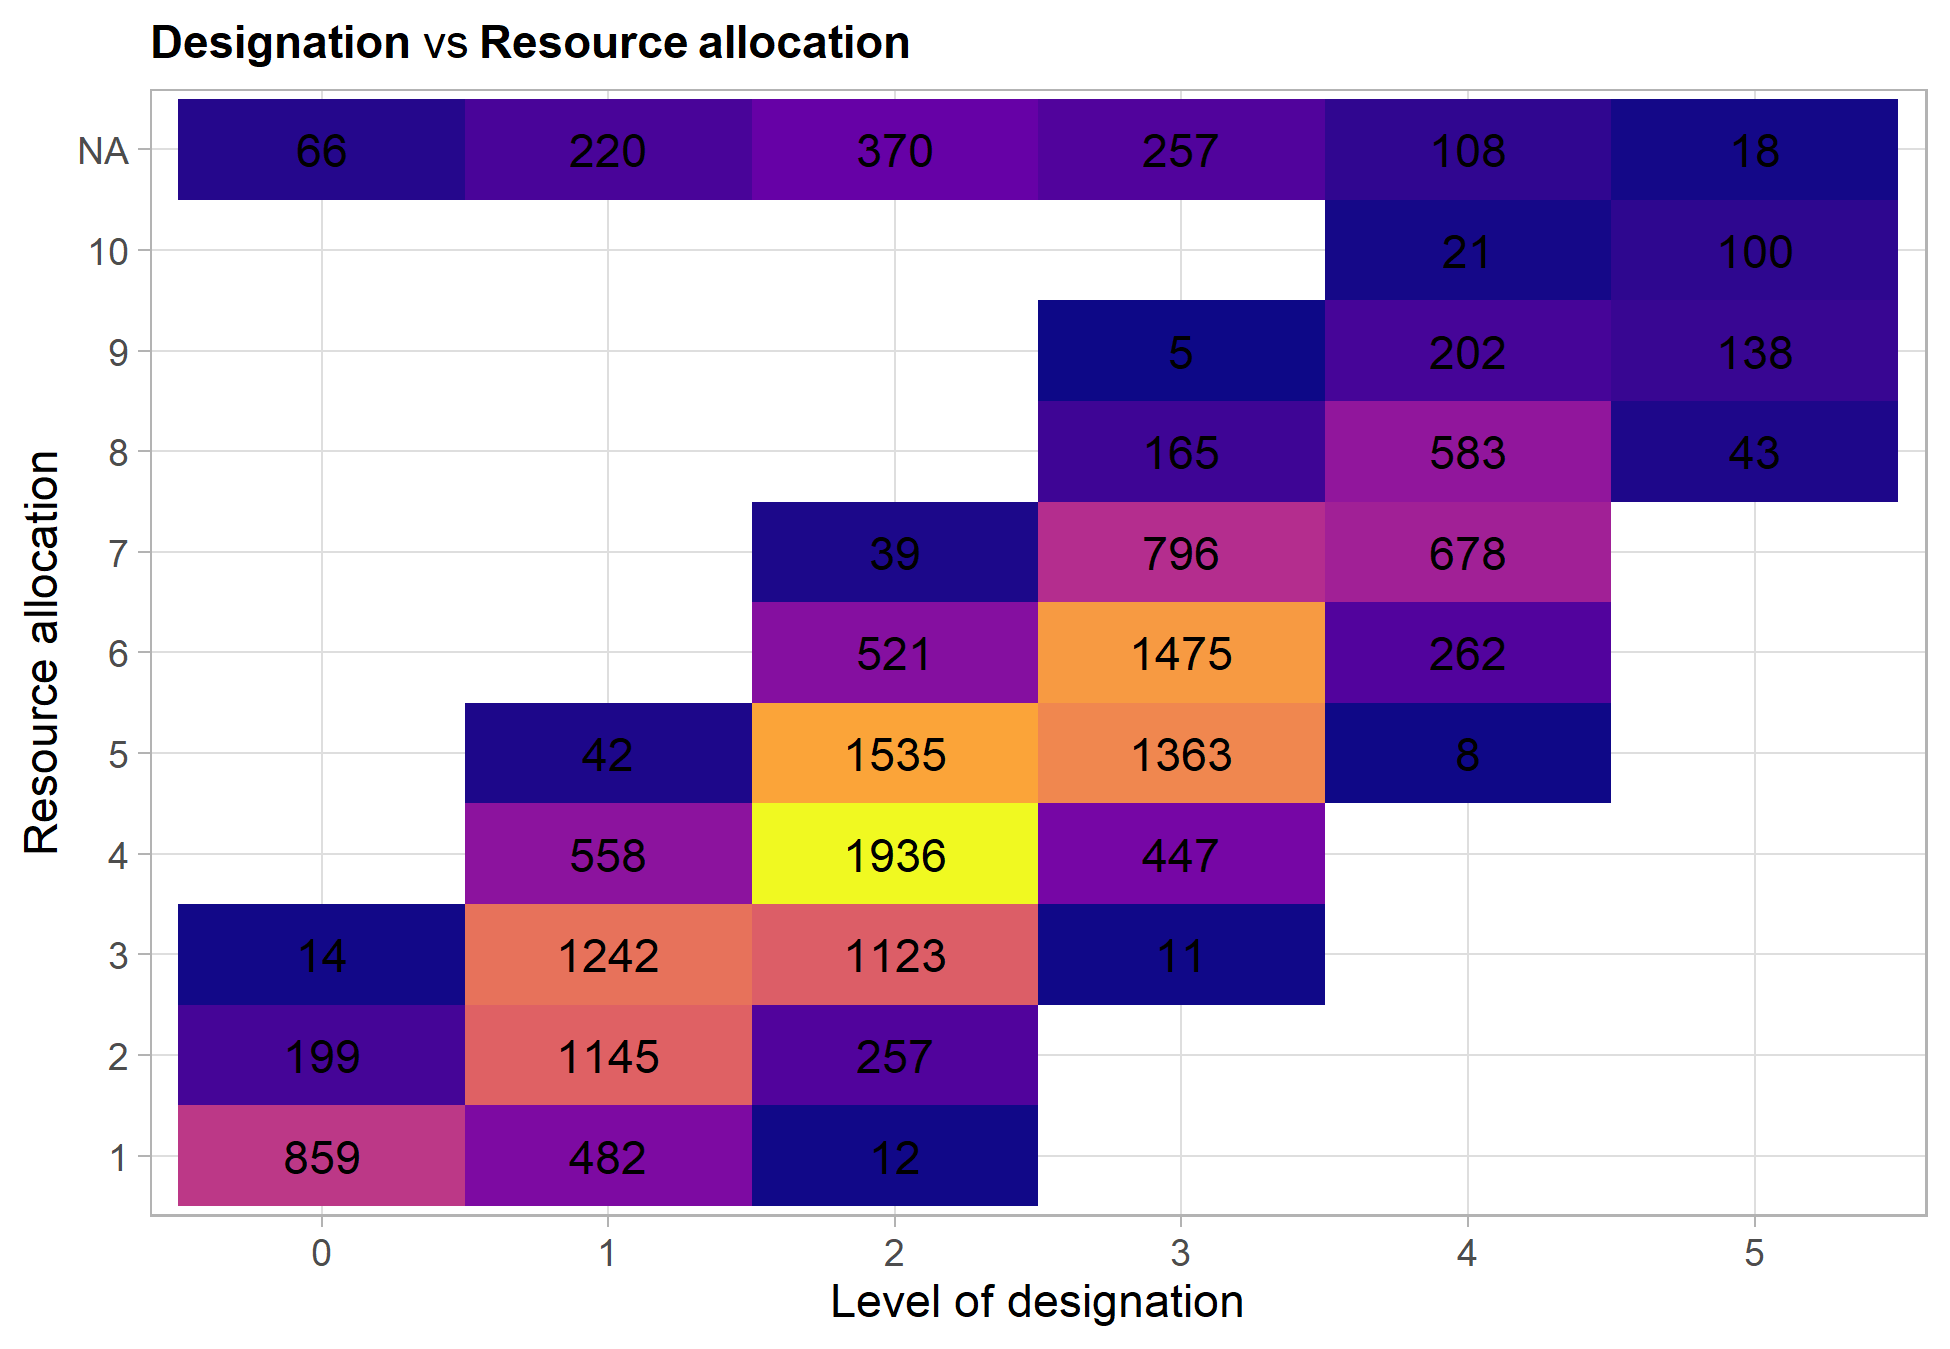 Designation vs Resource allocation
NA 66 220 370 257 108 18
10 21 100
9 5 202 138
8 165 583 43
7 39 796 678
6 521 1475 262
5 42 1535 1363 8
4 558 1936 447
3 14 1242 1123 11
2 199 1145 257
1 859 482 12
0 1 2 3 4 5
Level of designation
Resource allocation